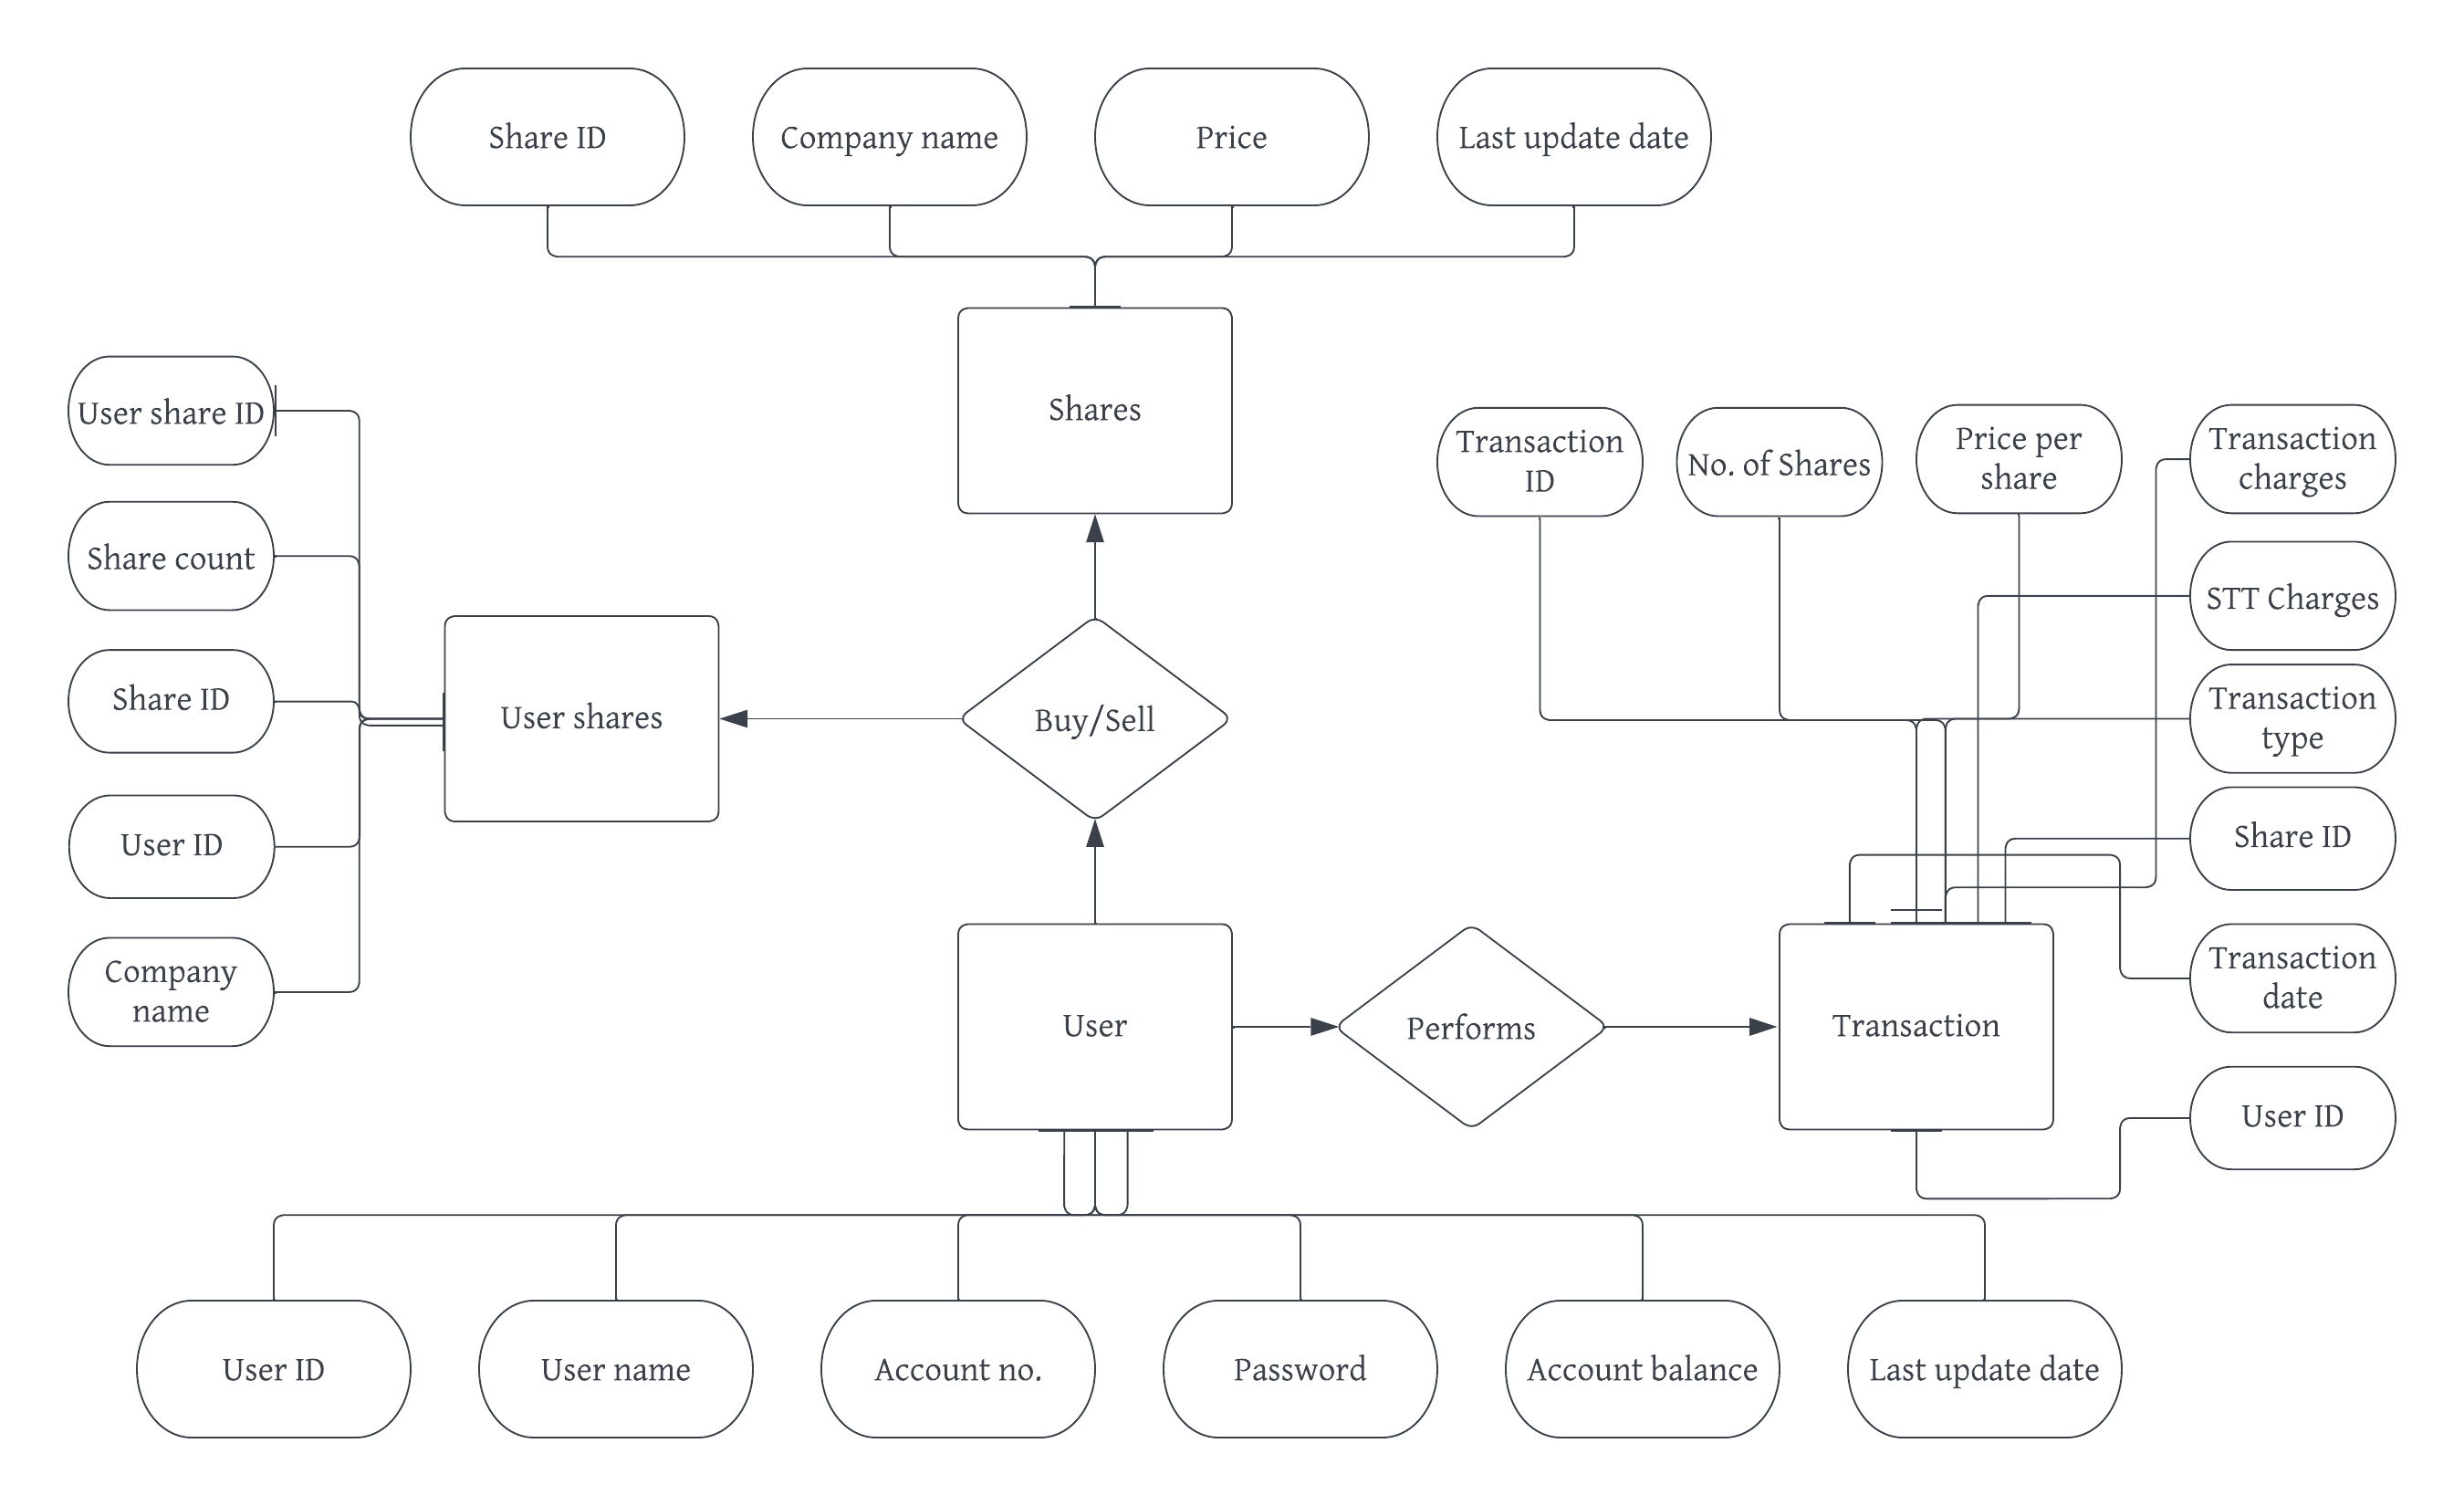 Share ID
Company name
Price
Last update date
Shares
User share ID
Share count
Share ID
User ID
Company
name
User shares
Buy/Sell
Transaction
ID
No. of Shares
Price per
share
Transaction
charges
STT Charges
Transaction
type
Share ID
Transaction
date
User ID
User
Performs
Transaction
User ID
User name
Account no.
Password
Account balance
Last update date